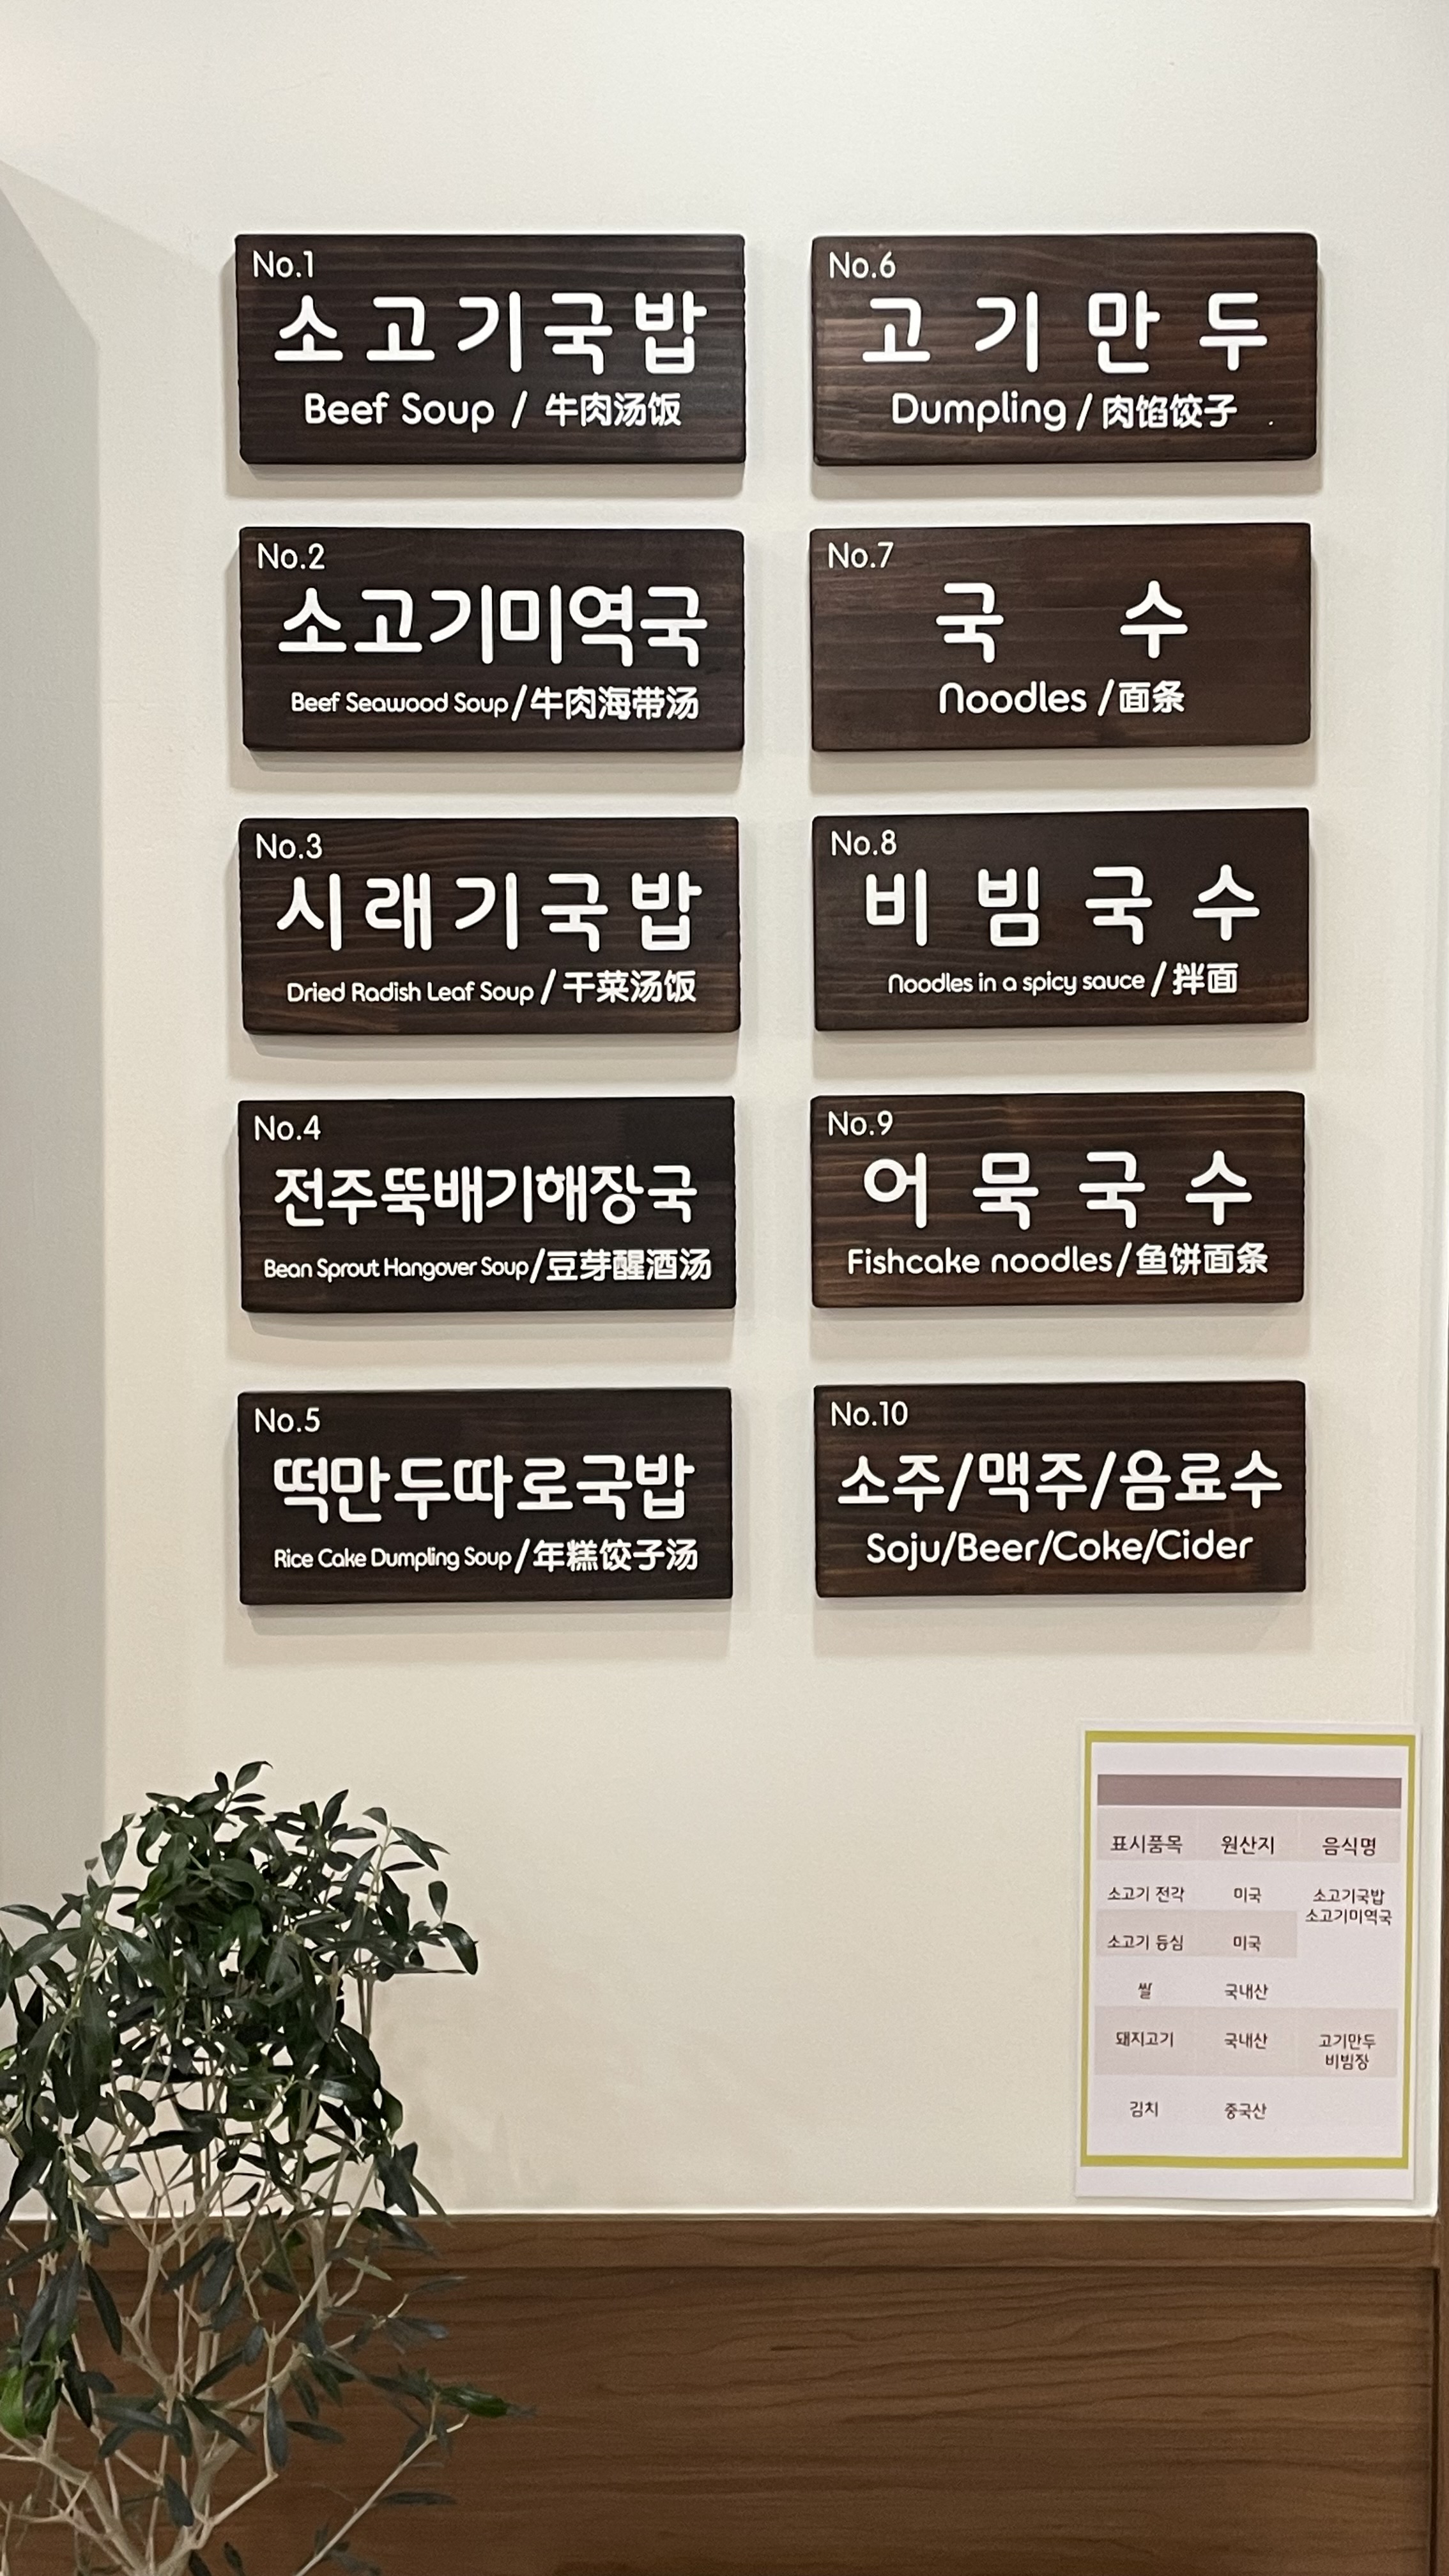 No.1
소고기국밥
Beef Soup / 牛肉汤饭
No.2
소고기미역국
Beef Seawood Soup/牛肉海带汤
No.3
시래기국밥
Dried Radish Leaf Soup / 干菜汤饭
No.4
전주뚝배기해장국
Bean Sprout Hangover Soup/豆芽醒酒汤
No.5
떡만두따로국밥
Rice Cake Dumpling Soup/年糕饺子汤
No.6
고기만두
Dumpling / 肉馅饺子
No.7
국수
Noodles /面条
No.8
비빔국수
Noodles in a spicy sauce / 拌面
No.9
어묵국수
Fishcake noodles/鱼饼面条
No.10
소주/맥주/음료수
Soju/Beer/Coke/Cider
표시품목 원산지 음식명
소고기 전각 미국 소고기국밥
소고기미역국
소고기 등심 미국
쌀 국내산
돼지고기 국내산 고기만두
비빔장
김치 중국산